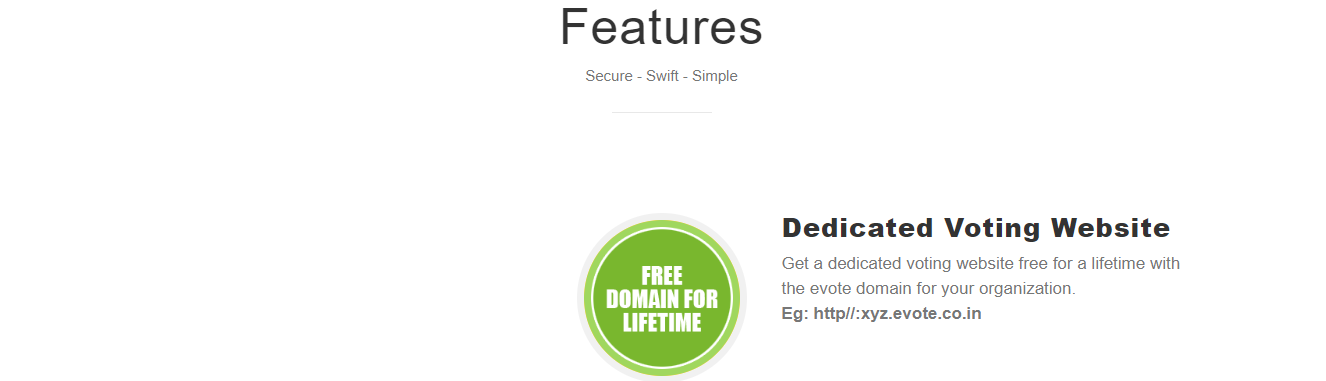 Features
Secure - Swift - Simple
FREE
DOMAIN FOR
LIFETIME
Dedicated Voting Website
Get a dedicated voting website free for a lifetime with
the evote domain for your organization.
Eg: http//:xyz.evote.co.in